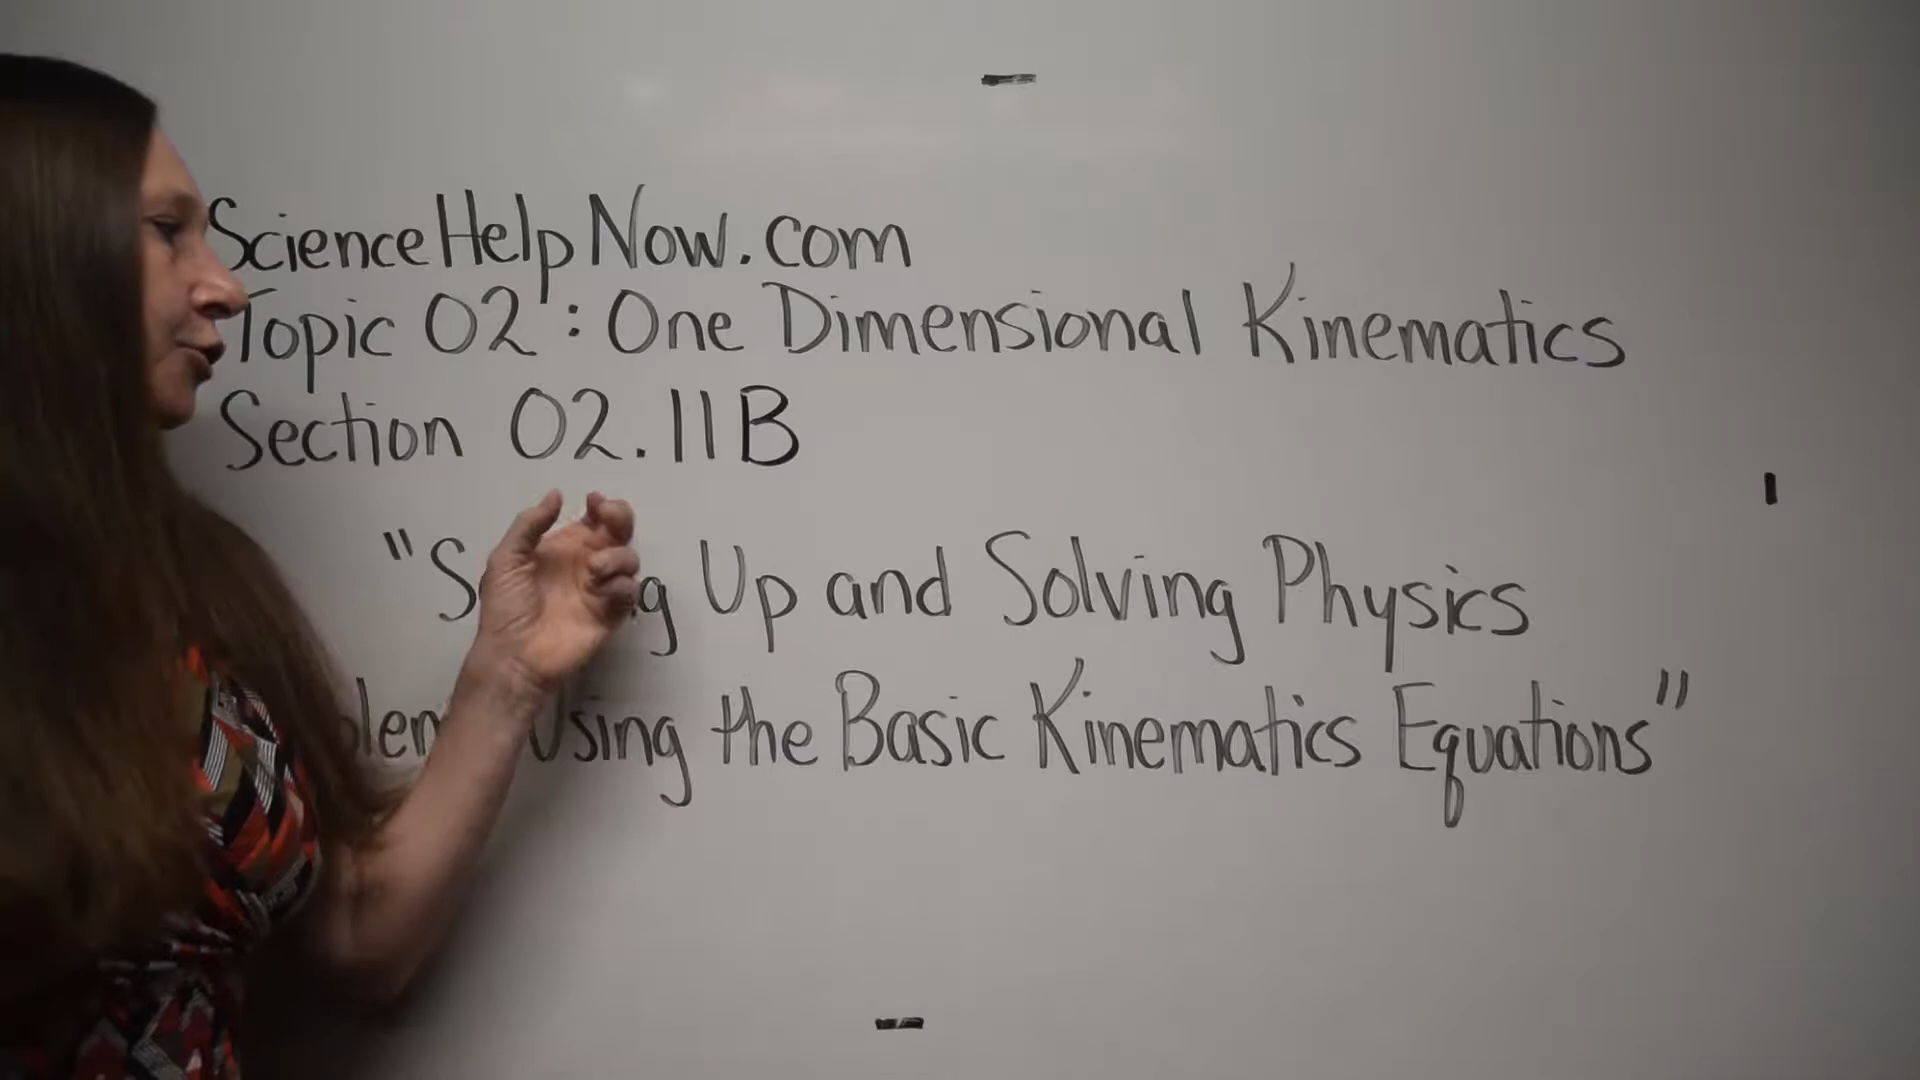 ScienceHelpNow.com
Topic 02 : One Dimensional Kinematics
Section 02.11B
" Up and Solving Physics
Using the Basic Kinematics Equations"